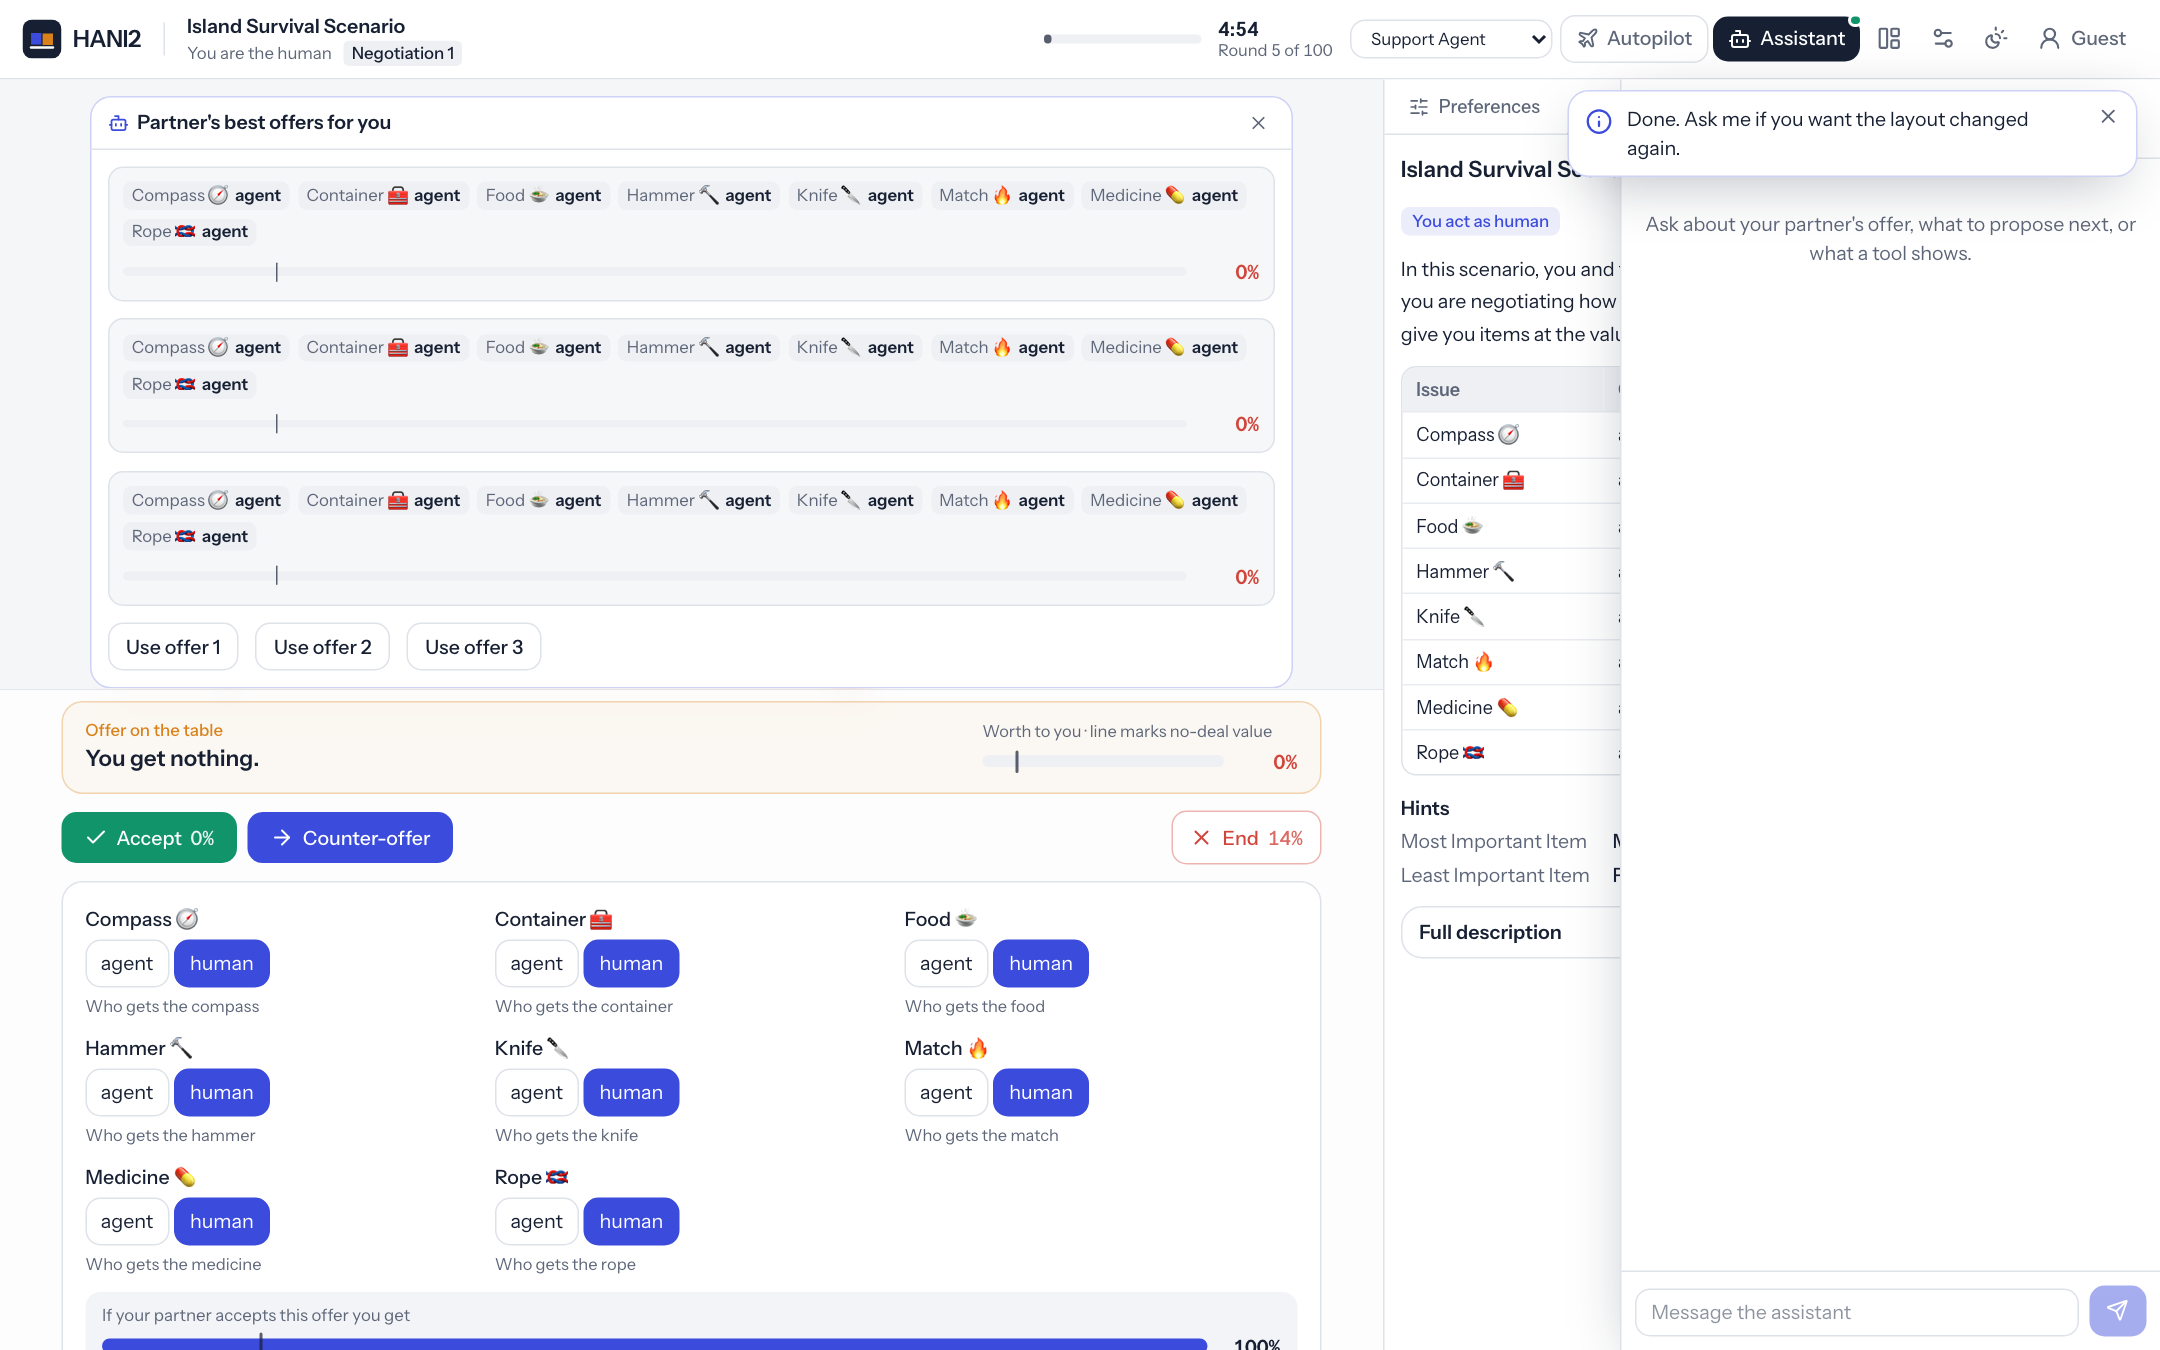 HANI2
Island Survival Scenario
You are the human Negotiation 1
4:54
Round 5 of 100
Support Agent
Autopilot
Assistant
Guest
Partner's best offers for you
Compass agent Container agent Food agent Hammer agent Knife agent Match agent Medicine agent
Rope agent
0%
Compass agent Container agent Food agent Hammer agent Knife agent Match agent Medicine agent
Rope agent
0%
Compass agent Container agent Food agent Hammer agent Knife agent Match agent Medicine agent
Rope agent
0%
Use offer 1 Use offer 2 Use offer 3
Offer on the table
You get nothing.
Worth to you · line marks no-deal value
0%
Accept 0%
Counter-offer
End 14%
Compass
agent human
Who gets the compass
Container
agent human
Who gets the container
Food
agent human
Who gets the food
Hammer
agent human
Who gets the hammer
Knife
agent human
Who gets the knife
Match
agent human
Who gets the match
Medicine
agent human
Who gets the medicine
Rope
agent human
Who gets the rope
If your partner accepts this offer you get
100%
Preferences
Island Survival
You act as human
In this scenario, you and
you are negotiating how
give you items at the
Issue
Compass
Container
Food
Hammer
Knife
Match
Medicine
Rope
Hints
Most Important Item
Least Important Item
Full description
Done. Ask me if you want the layout changed
again.
Ask about your partner's offer, what to propose next, or
what a tool shows.
Message the assistant